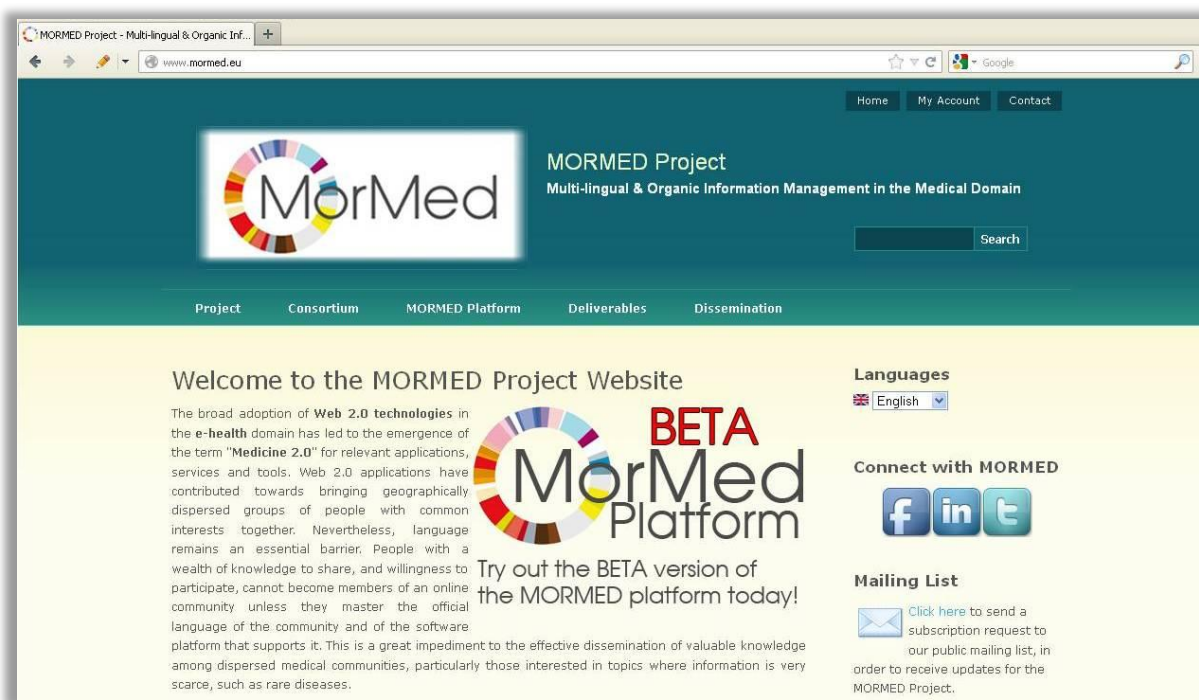 MORMED Project - Multi-lingual & Organic Inf...
www.mormed.eu
Google
Home
My Account
Contact
MorMed
MORMED Project
Multi-lingual & Organic Information Management in the Medical Domain
Search
Project
Consortium
MORMED Platform
Deliverables
Dissemination
Welcome to the MORMED Project Website
The broad adoption of Web 2.0 technologies in
the e-health domain has led to the emergence of
the term "Medicine 2.0" for relevant applications,
services and tools. Web 2.0 applications have
contributed towards bringing geographically
dispersed groups of people with common
interests together. Nevertheless, language
remains an essential barrier. People with a
wealth of knowledge to share, and willingness to
participate, cannot become members of an online
community unless they master the official
language of the community and of the software
platform that supports it. This is a great impediment to the effective dissemination of valuable knowledge
among dispersed medical communities, particularly those interested in topics where information is very
scarce, such as rare diseases.
BETA
MorMed
Platform
Try out the BETA version of
the MORMED platform today!
Languages
English
Connect with MORMED
f
in
t
Mailing List
Click here to send a
subscription request to
our public mailing list, in
order to receive updates for the
MORMED Project.